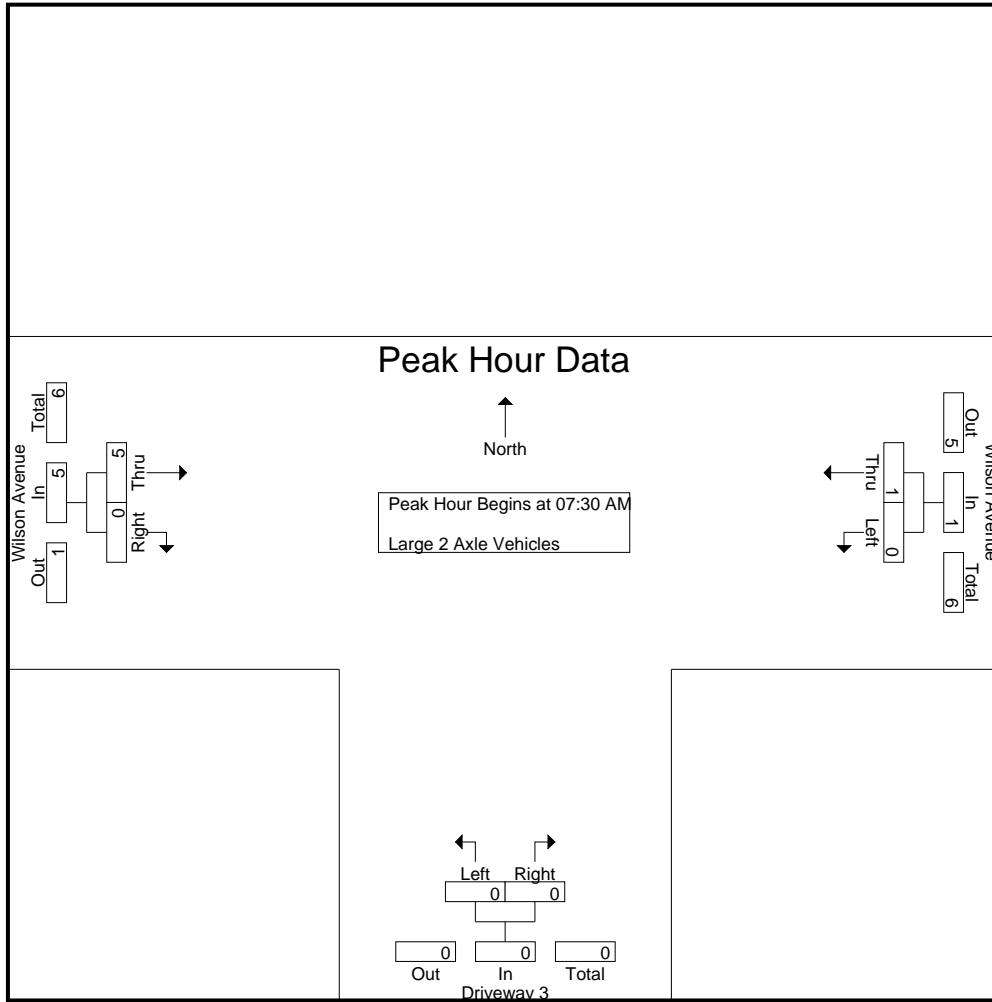 Peak Hour Data
North
Peak Hour Begins at 07:30 AM
Large 2 Axle Vehicles
Wilson Avenue
Total
6
In
5
Out
1
Thru
5
Right
0
Wilson Avenue
Out
5
In
1
Total
6
Thru
1
Left
0
Left
0
Right
0
Out
0
In
0
Total
0
Driveway 3